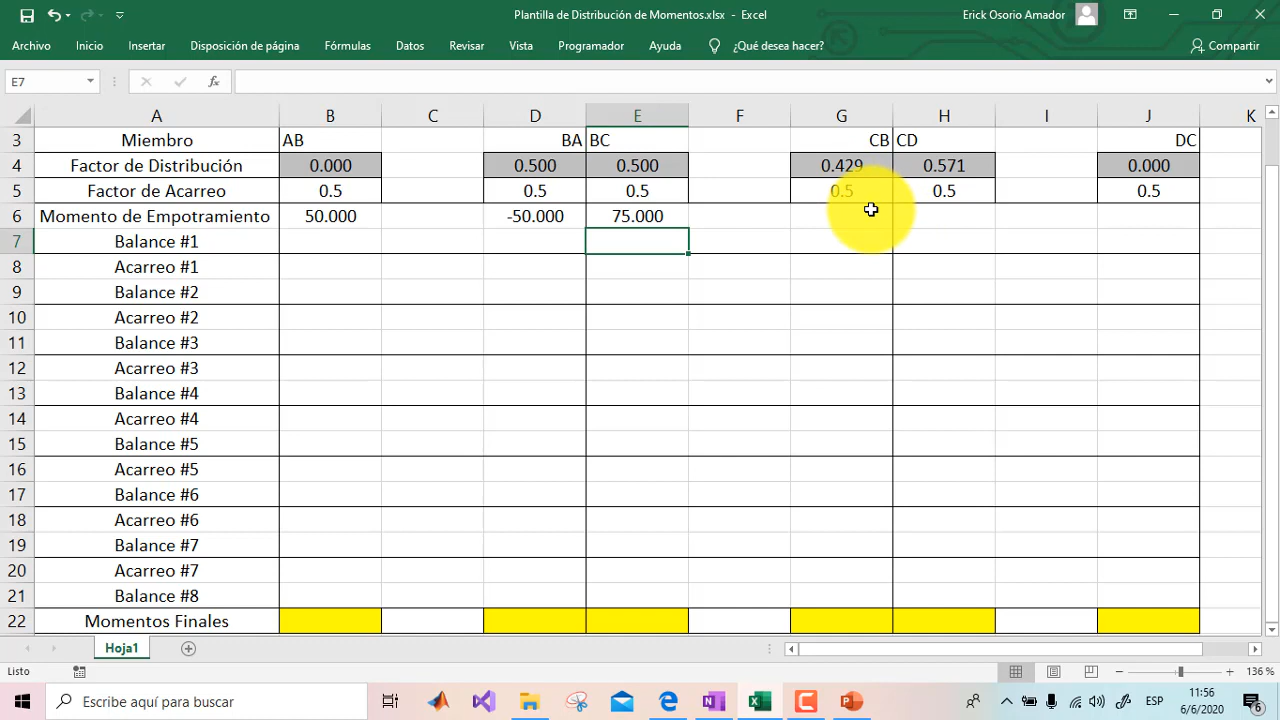 Plantilla de Distribución de Momentos.xlsx - Excel
Erick Osorio Amador
Archivo Inicio Insertar Disposición de página Fórmulas Datos Revisar Vista Programador Ayuda ¿Qué desea hacer? Compartir
E7 fx
A B C D E F G H I J K
3 Miembro AB BA BC CB CD DC
4 Factor de Distribución 0.000 0.500 0.500 0.429 0.571 0.000
5 Factor de Acarreo 0.5 0.5 0.5 0.5 0.5 0.5
6 Momento de Empotramiento 50.000 -50.000 75.000
7 Balance #1
8 Acarreo #1
9 Balance #2
10 Acarreo #2
11 Balance #3
12 Acarreo #3
13 Balance #4
14 Acarreo #4
15 Balance #5
16 Acarreo #5
17 Balance #6
18 Acarreo #6
19 Balance #7
20 Acarreo #7
21 Balance #8
22 Momentos Finales
Hoja1
Listo 136 %
Escribe aquí para buscar
ESP
11:56
6/6/2020
6